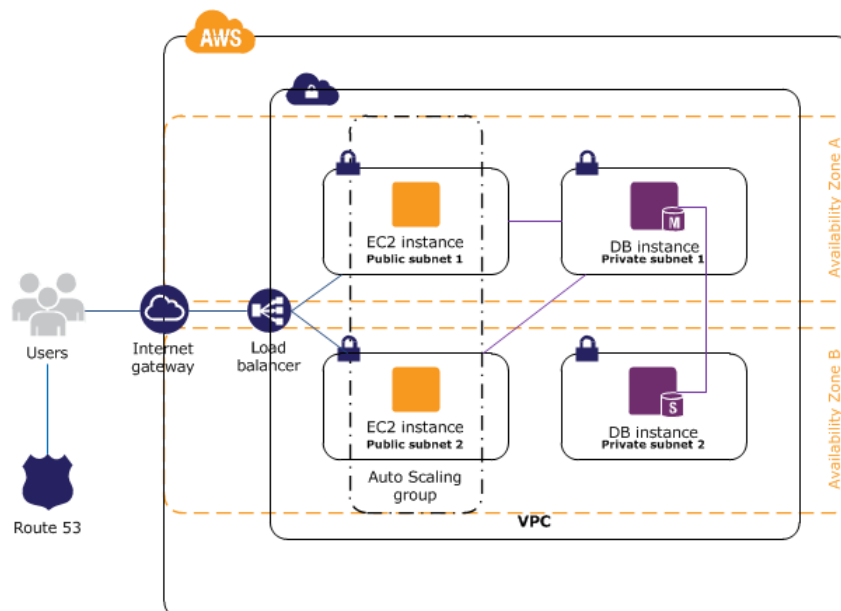 AWS
Availability Zone A
EC2 instance
Public subnet 1
M
DB instance
Private subnet 1
Users
Internet
gateway
Load
balancer
Availability Zone B
EC2 instance
Public subnet 2
S
DB instance
Private subnet 2
Auto Scaling
group
Route 53
VPC